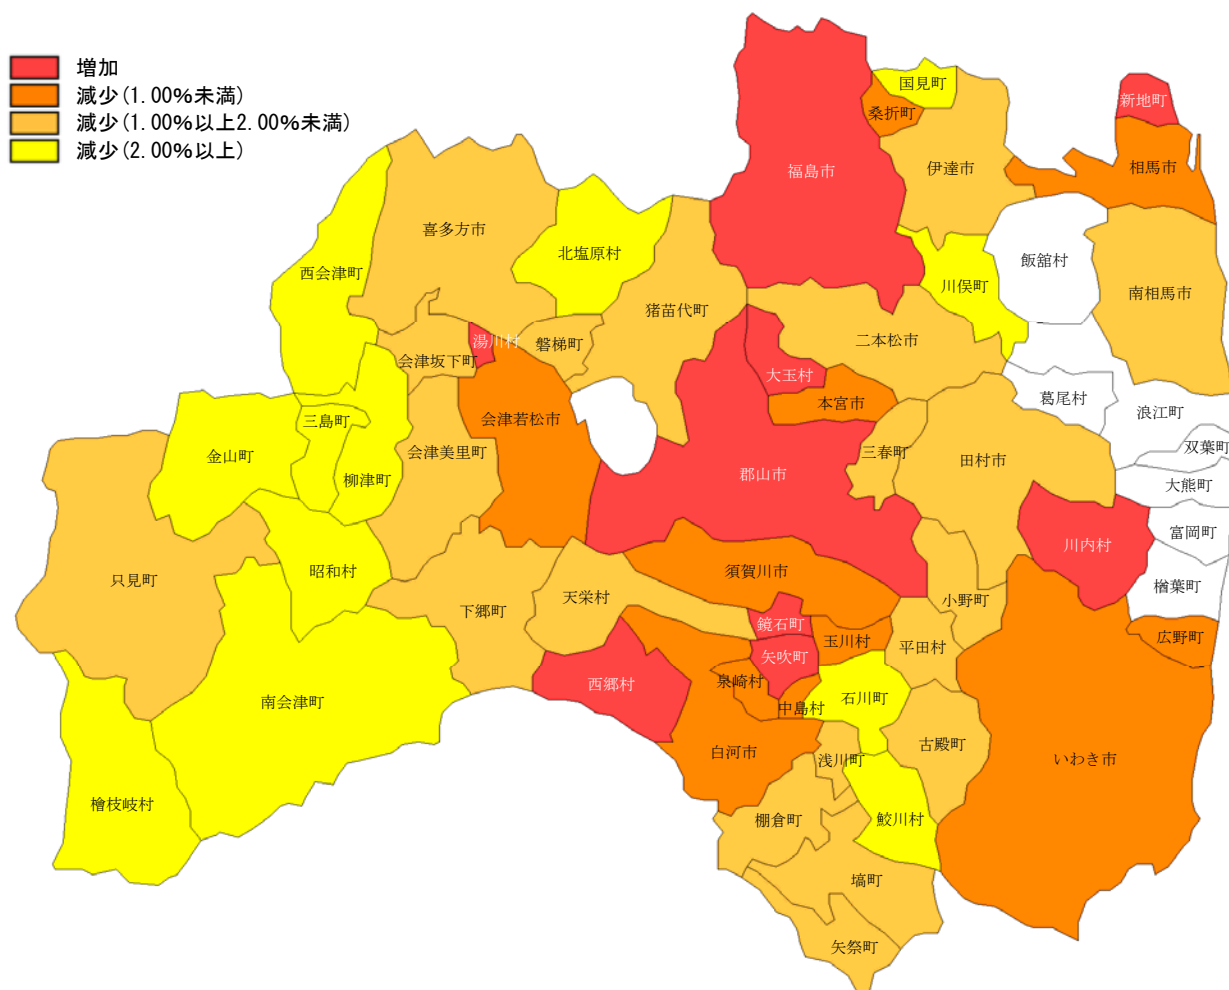 増加
減少(1.00%未満)
減少(1.00%以上2.00%未満)
減少(2.00%以上)
国見町
新地町
桑折町
福島市
伊達市
相馬市
喜多方市
北塩原村
西会津町
飯舘村
川俣町
南相馬市
猪苗代町
湯川村
磐梯町
二本松市
会津坂下町
大玉村
葛尾村
本宮市
浪江町
三島町
会津若松市
双葉町
会津美里町
三春町
金山町
田村市
郡山市
柳津町
大熊町
富岡町
川内村
須賀川市
昭和村
只見町
楢葉町
天栄村
小野町
下郷町
鏡石町
広野町
玉川村
平田村
矢吹町
泉崎村
西郷村
石川町
南会津町
中島村
古殿町
白河市
浅川町
いわき市
檜枝岐村
棚倉町
鮫川村
塙町
矢祭町